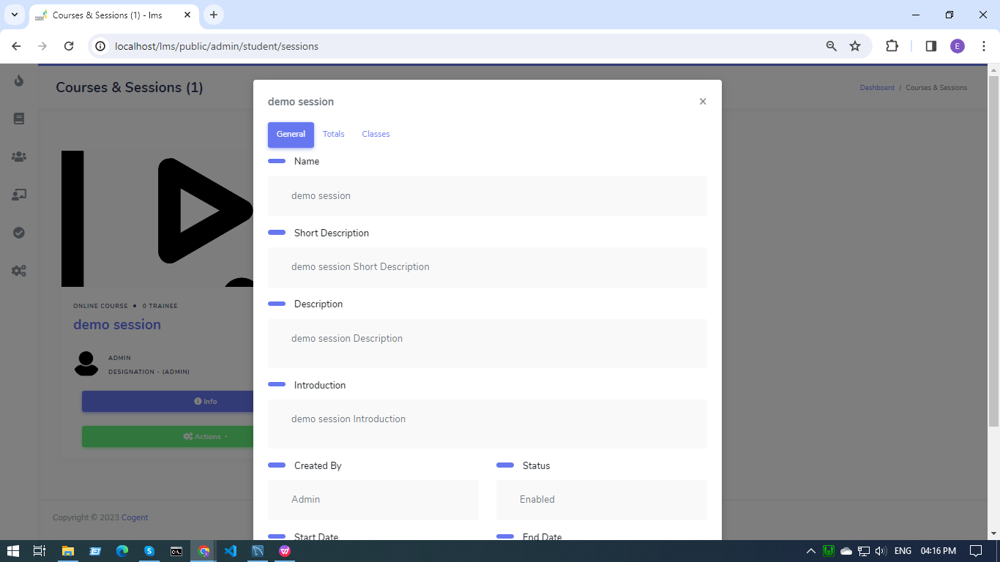 Courses & Sessions (1) - lms
localhost/lms/public/admin/student/sessions
Courses & Sessions (1)
Dashboard / Courses & Sessions
demo session
General Totals Classes
Name
demo session
Short Description
demo session Short Description
Description
demo session Description
Introduction
demo session Introduction
Created By
Admin
Status
Enabled
Start Date
End Date
ONLINE COURSE • 0 TRAINEE
demo session
ADMIN
DESIGNATION - (ADMIN)
Info
Actions
Copyright © 2023 Cogent
E
ENG
04:16 PM